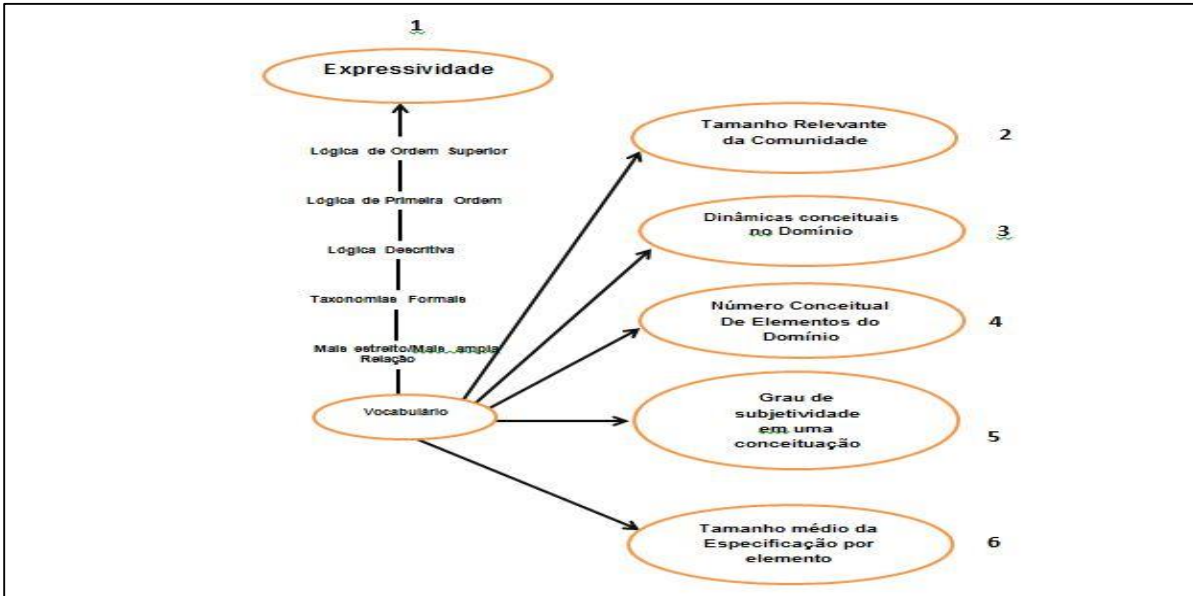 1
Expressividade
Lógica de Ordem Superior
Lógica de Primeira Ordem
Lógica Descritiva
Taxonomias Formais
Mais estreito/Mais ampla
Relação
Vocabulário
Tamanho Relevante
da Comunidade
2
Dinâmicas conceituais
no Domínio
3
Número Conceitual
De Elementos do
Domínio
4
Grau de
subjetividade
em uma
conceituação
5
Tamanho médio da
Especificação por
elemento
6